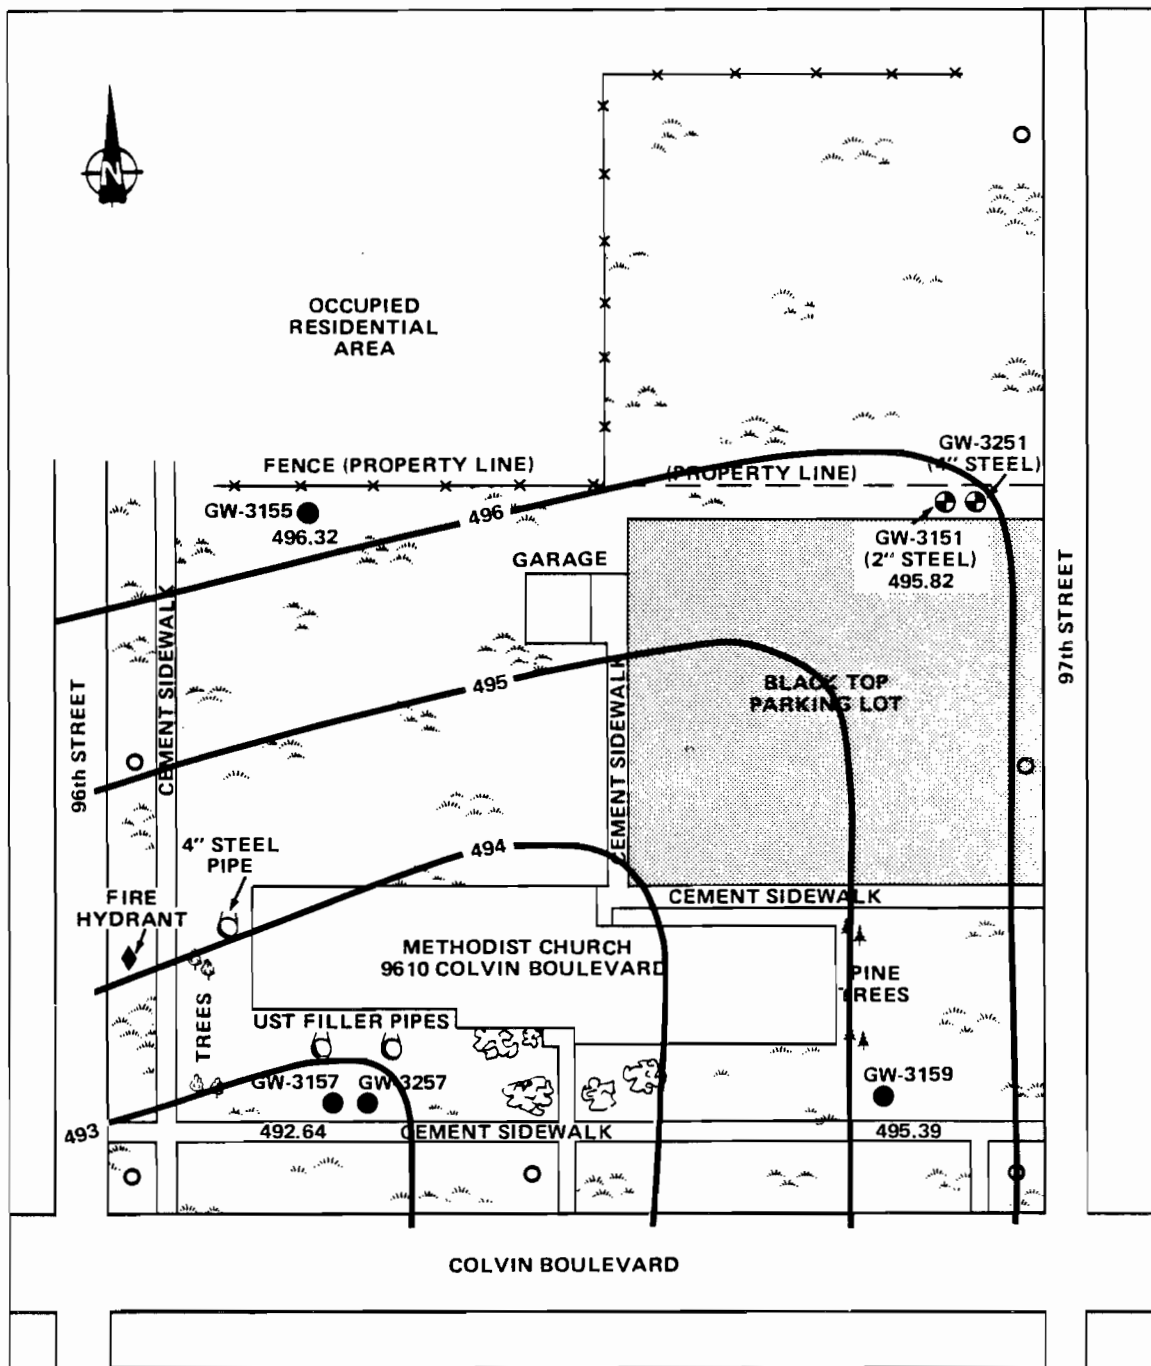 N
OCCUPIED
RESIDENTIAL
AREA
FENCE (PROPERTY LINE)
(PROPERTY LINE)
GW-3251
(4" STEEL)
GW-3155
496.32
496
GW-3151
(2" STEEL)
495.82
GARAGE
97th STREET
CEMENT SIDEWALK
96th STREET
495
BLACK TOP
PARKING LOT
CEMENT SIDEWALK
494
4" STEEL
PIPE
FIRE
HYDRANT
CEMENT SIDEWALK
METHODIST CHURCH
9610 COLVIN BOULEVARD
PINE
TREES
TREES
UST FILLER PIPES
GW-3157
GW-3257
GW-3159
493
492.64
CEMENT SIDEWALK
495.39
COLVIN BOULEVARD